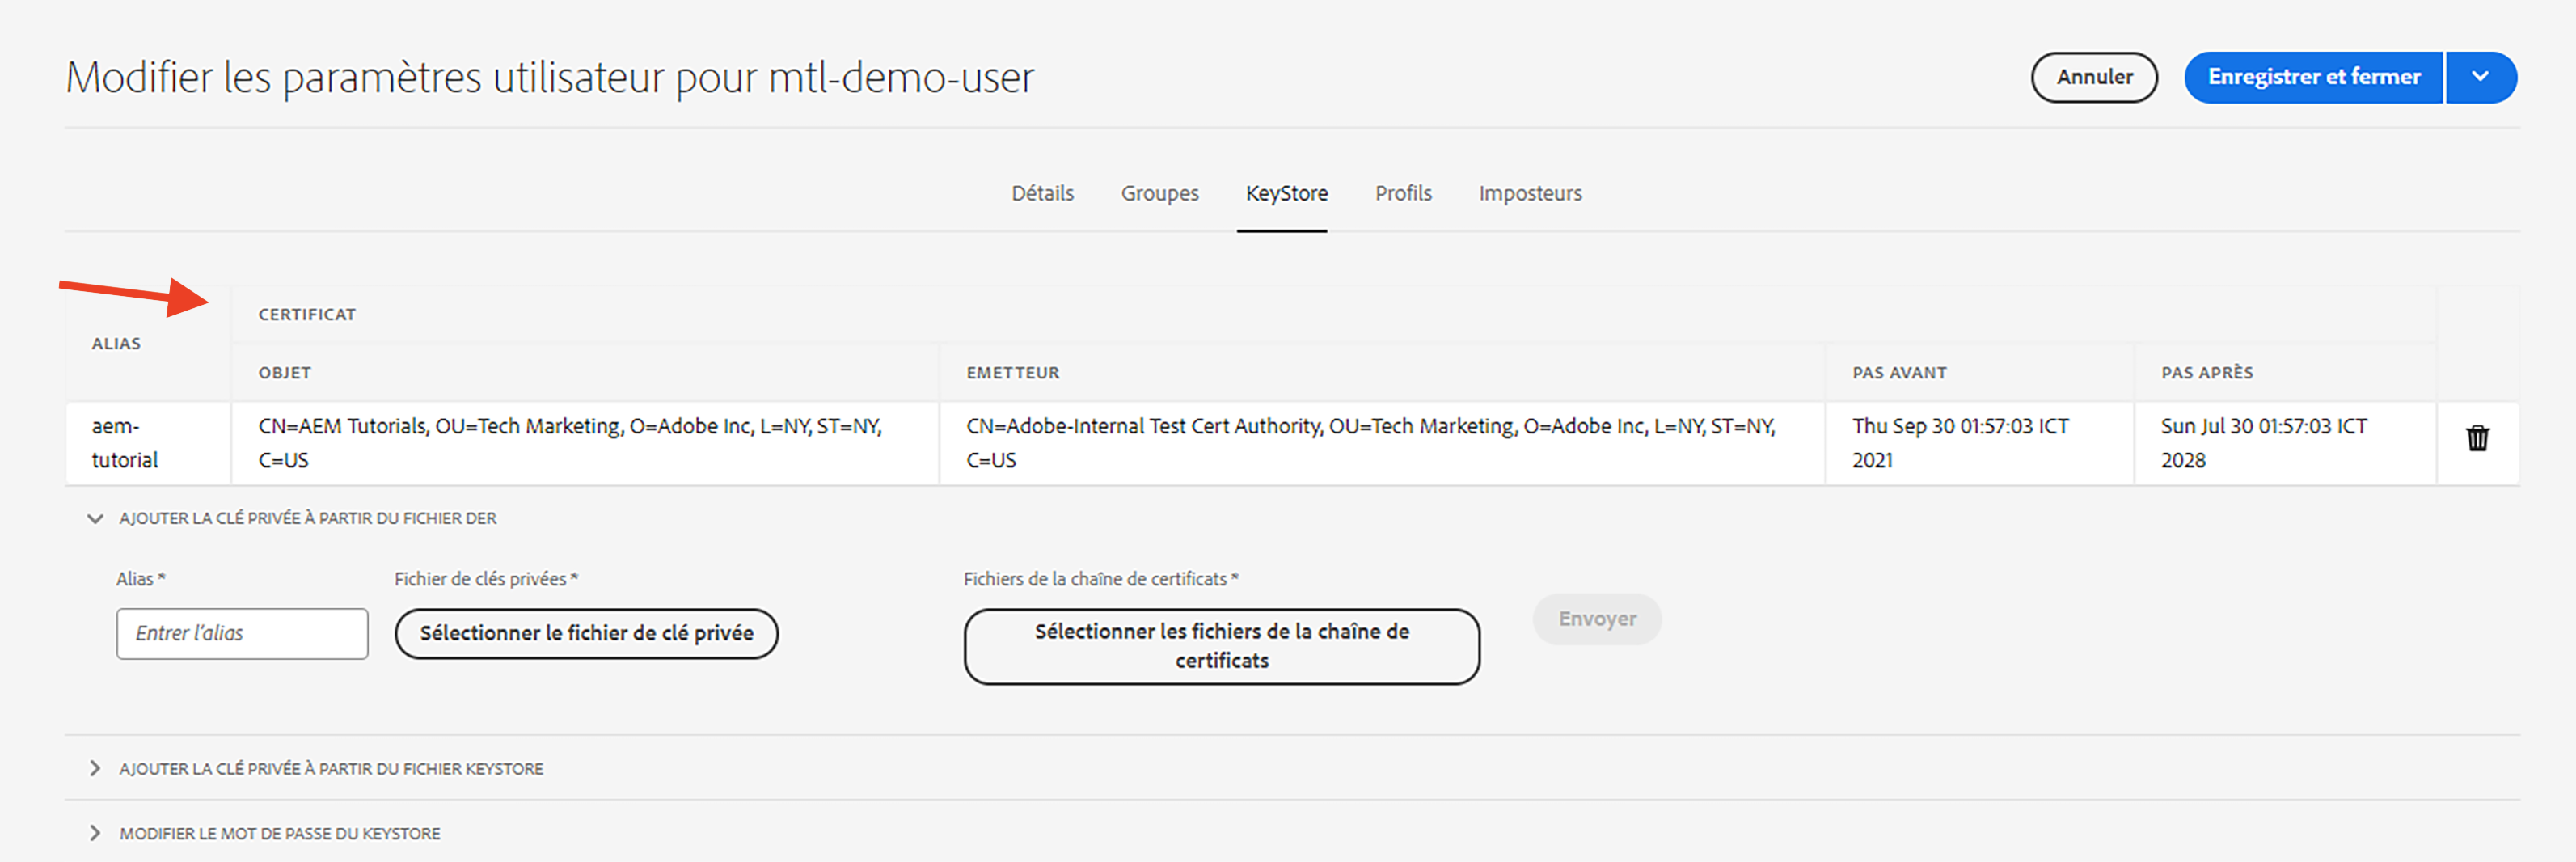 Modifier les paramètres utilisateur pour mtl-demo-user
Annuler
Enregistrer et fermer
Détails Groupes KeyStore Profils Imposteurs
ALIAS
CERTIFICAT
OBJET EMETTEUR PAS AVANT PAS APRÈS
aem-
tutorial
CN=AEM Tutorials, OU=Tech Marketing, O=Adobe Inc, L=NY, ST=NY,
C=US
CN=Adobe-Internal Test Cert Authority, OU=Tech Marketing, O=Adobe Inc, L=NY, ST=NY,
C=US
Thu Sep 30 01:57:03 ICT
2021
Sun Jul 30 01:57:03 ICT
2028
AJOUTER LA CLÉ PRIVÉE À PARTIR DU FICHIER DER
Alias *
Entrer l'alias
Fichier de clés privées *
Sélectionner le fichier de clé privée
Fichiers de la chaîne de certificats *
Sélectionner les fichiers de la chaîne de
certificats
Envoyer
AJOUTER LA CLÉ PRIVÉE À PARTIR DU FICHIER KEYSTORE
MODIFIER LE MOT DE PASSE DU KEYSTORE